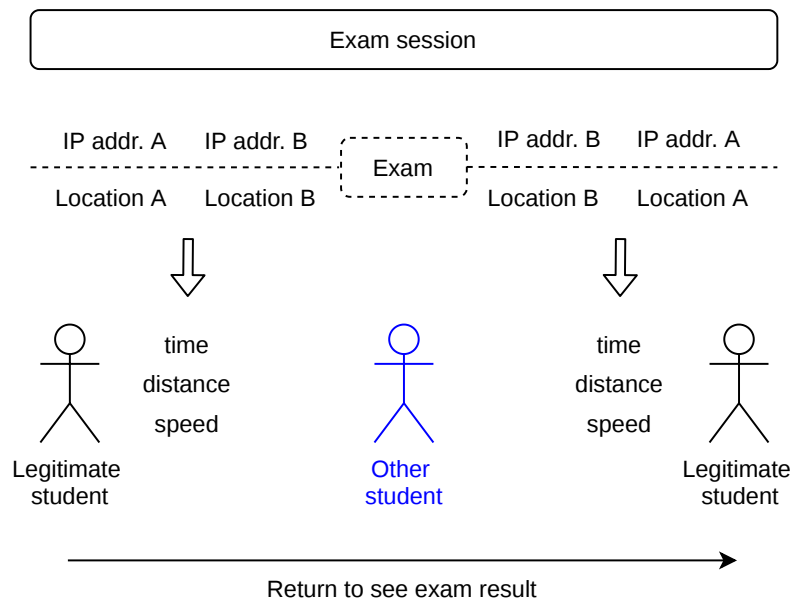 Exam session
IP addr. A
IP addr. B
Exam
IP addr. B
IP addr. A
Location A
Location B
Location B
Location A
time
distance
speed
time
distance
speed
Legitimate
student
Other
student
Legitimate
student
Return to see exam result